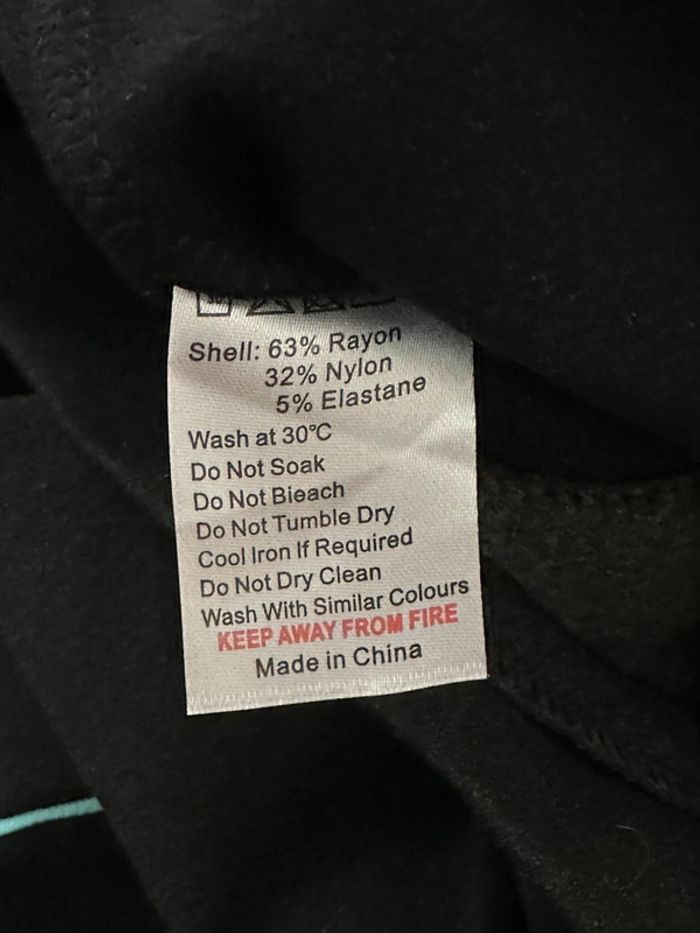 Shell: 63% Rayon
32% Nylon
5% Elastane
Wash at 30°C
Do Not Soak
Do Not Bleach
Do Not Tumble Dry
Cool Iron If Required
Do Not Dry Clean
Wash With Similar Colours
KEEP AWAY FROM FIRE
Made in China